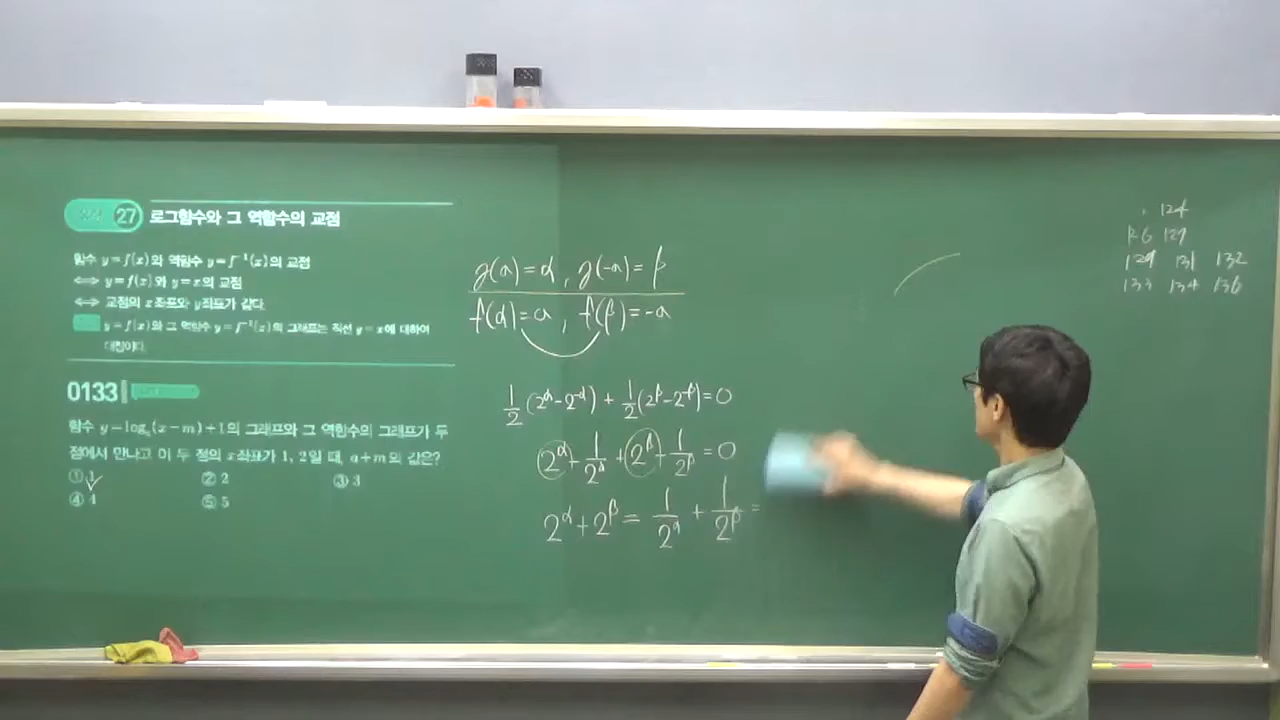 27 로그함수와 그 역함수의 교점
함수 y=f(x)와 역함수 y=f⁻¹(x)의 교점
⇔ y=f(x)와 y=x의 교점
⇔ 교점의 x좌표와 y좌표가 같다.
y=f(x)와 그 역함수 y=f⁻¹(x)의 그래프는 직선 y=x에 대하여
대칭이다.
0133
함수 y=logₐ(x-m)+1의 그래프와 그 역함수의 그래프가 두
점에서 만나고 이 두 점의 x좌표가 1, 2일 때, a+m의 값은?
① 1 ② 2 ③ 3
④ 4 ⑤ 5
g(a)=α, g(-a)=β
f(α)=a, f(β)=-a
1/2(2^α-2^-α)+1/2(2^β-2^-β)=0
2^α+1/2^α+2^β+1/2^β=0
2^α+2^β=1/2^α+1/2^β=
124
126 129
129 131 132
133 134 136